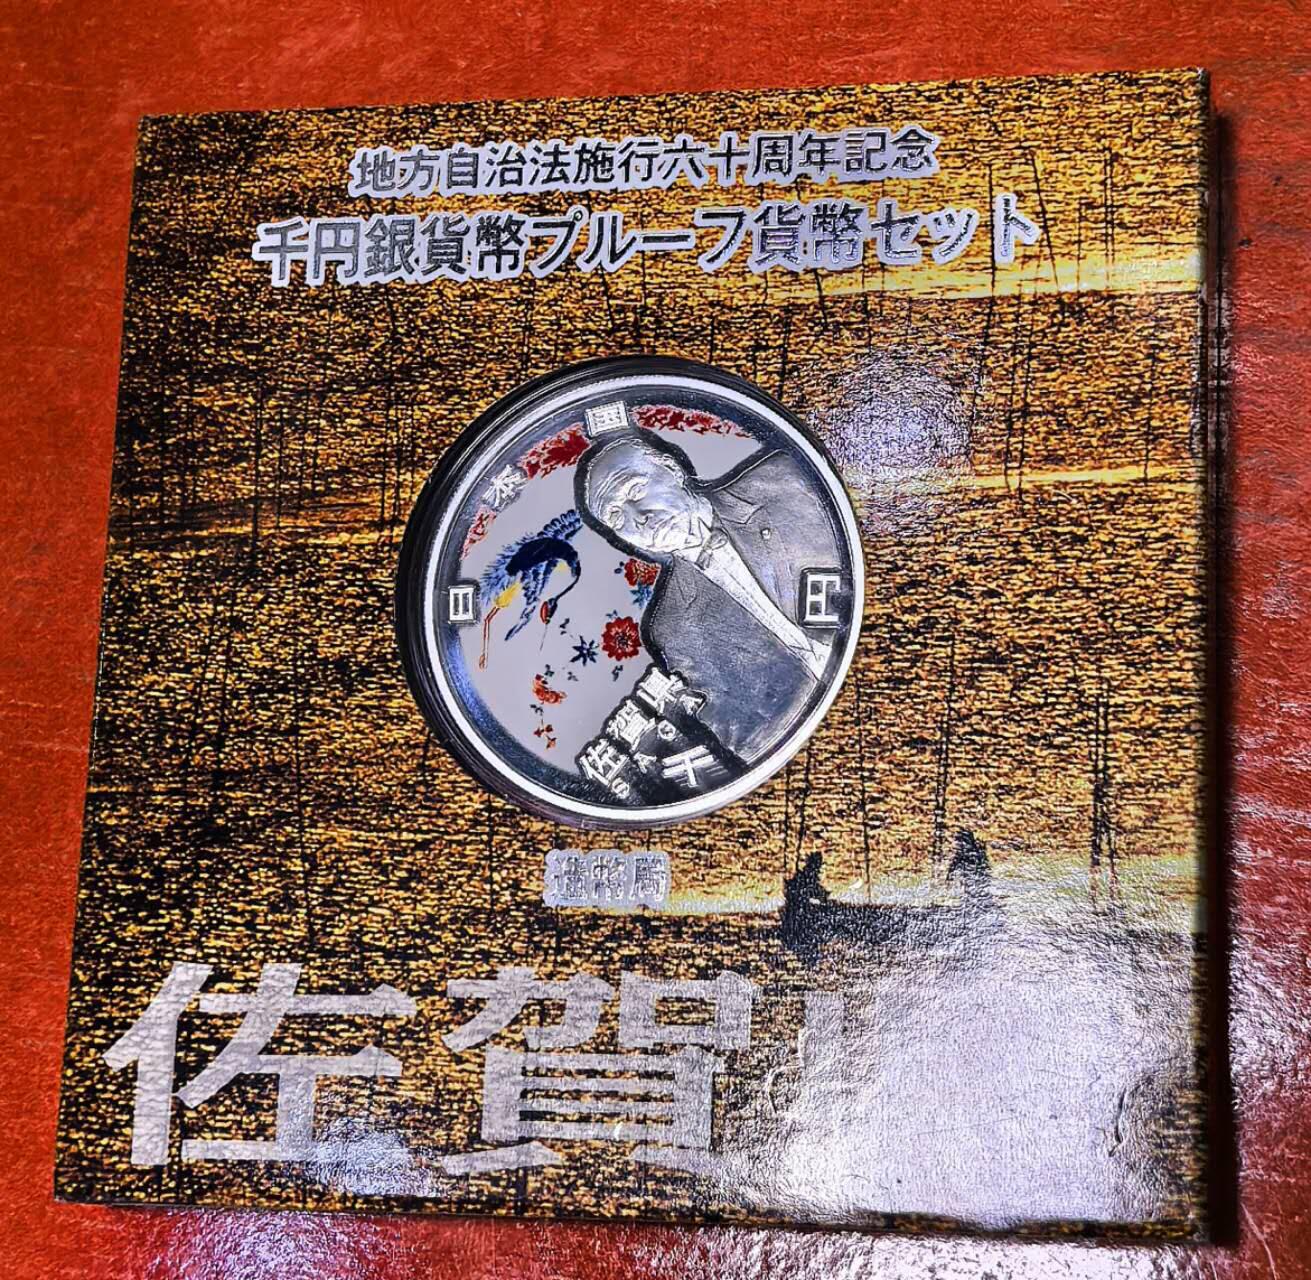 地方自治法施行六十周年記念
千円銀貨幣プルーフ貨幣セット
日本国
千円
佐賀県
SAGA
造幣局
佐賀